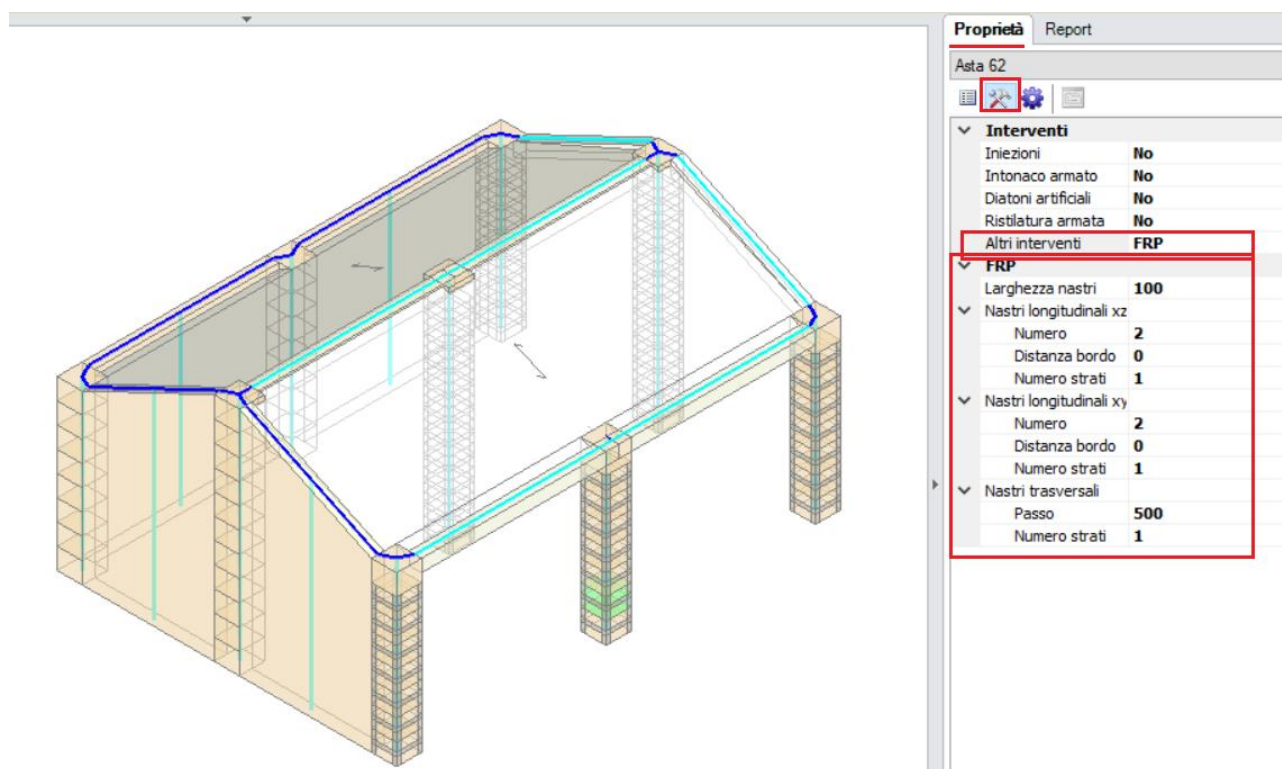 Proprietà Report
Asta 62
Interventi
Iniezioni No
Intonaco armato No
Diatoni artificiali No
Ristilatura armata No
Altri interventi FRP
FRP
Larghezza nastri 100
Nastri longitudinali xz
Numero 2
Distanza bordo 0
Numero strati 1
Nastri longitudinali xy
Numero 2
Distanza bordo 0
Numero strati 1
Nastri trasversali
Passo 500
Numero strati 1